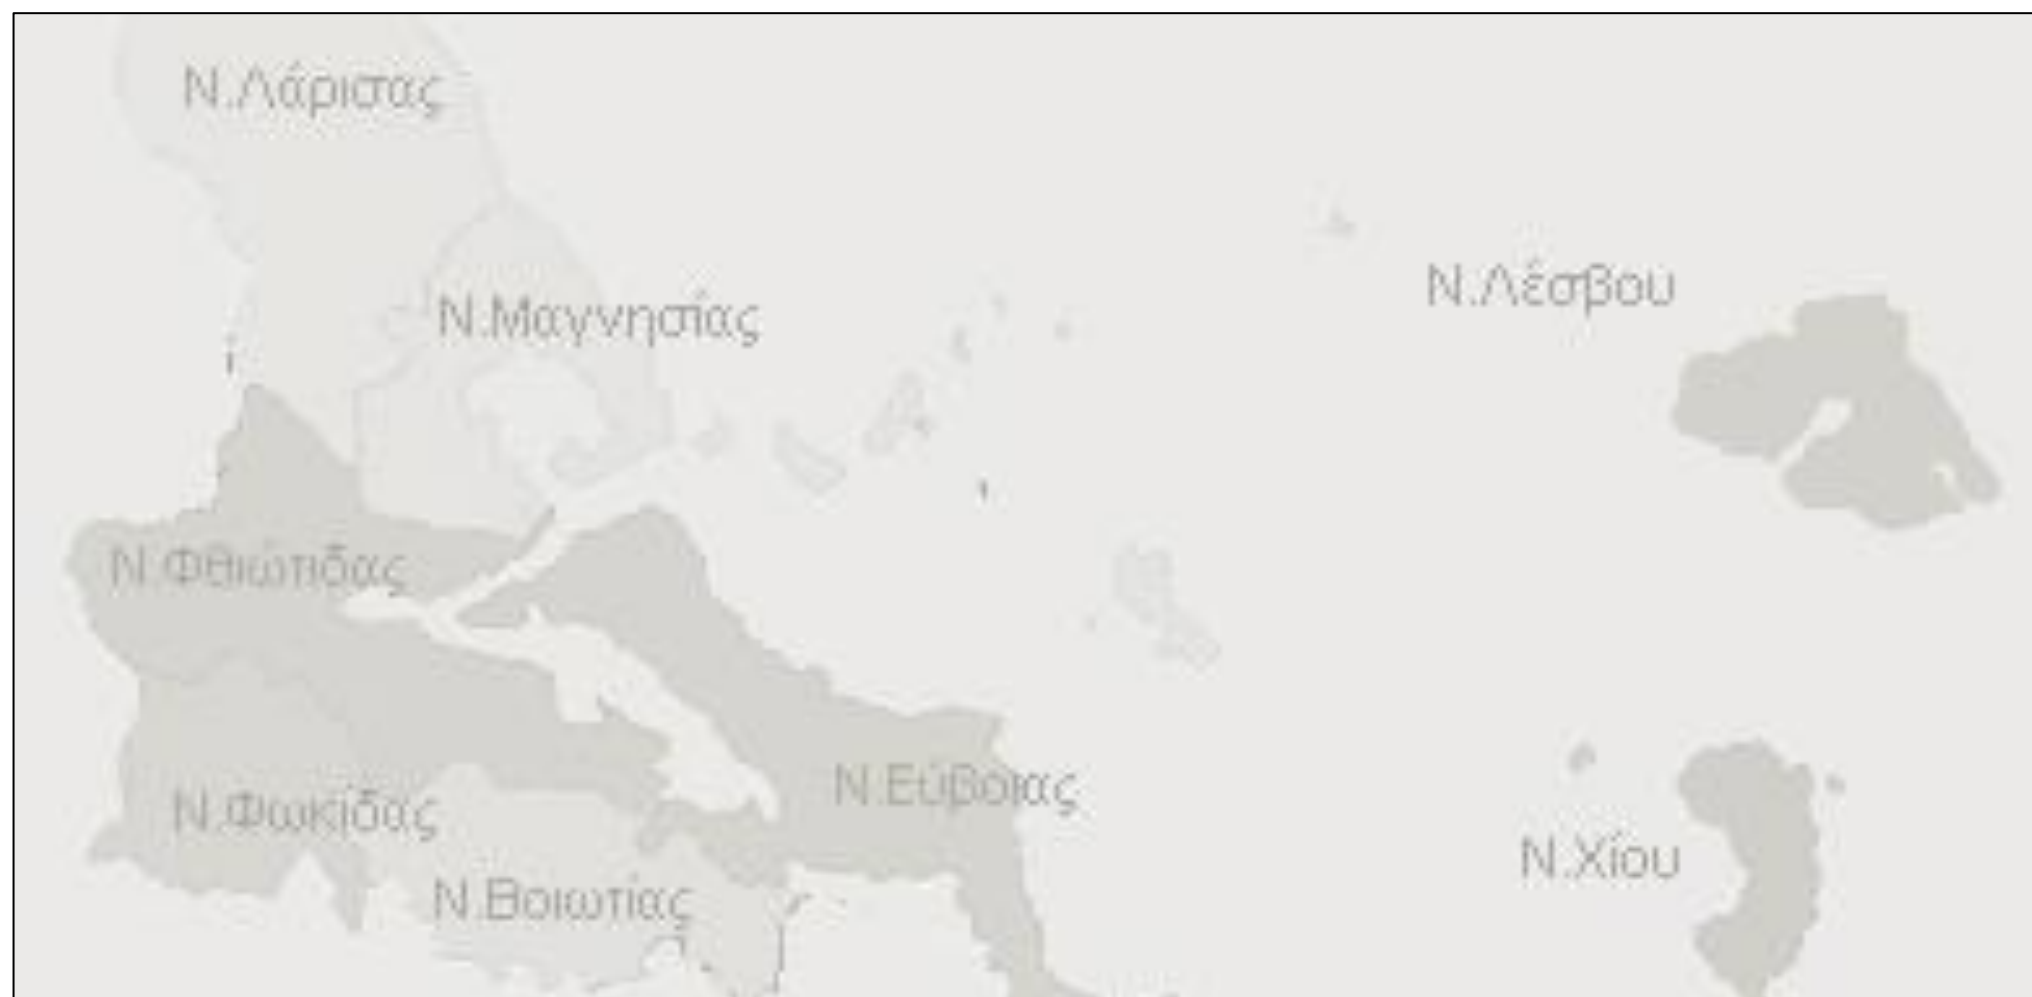 Ν.Λάρισας
Ν.Λέσβου
Ν.Μαγνησίας
Ν.Φθιώτιδας
Ν.Εύβοιας
Ν.Φωκίδας
Ν.Χίου
Ν.Βοιωτίας